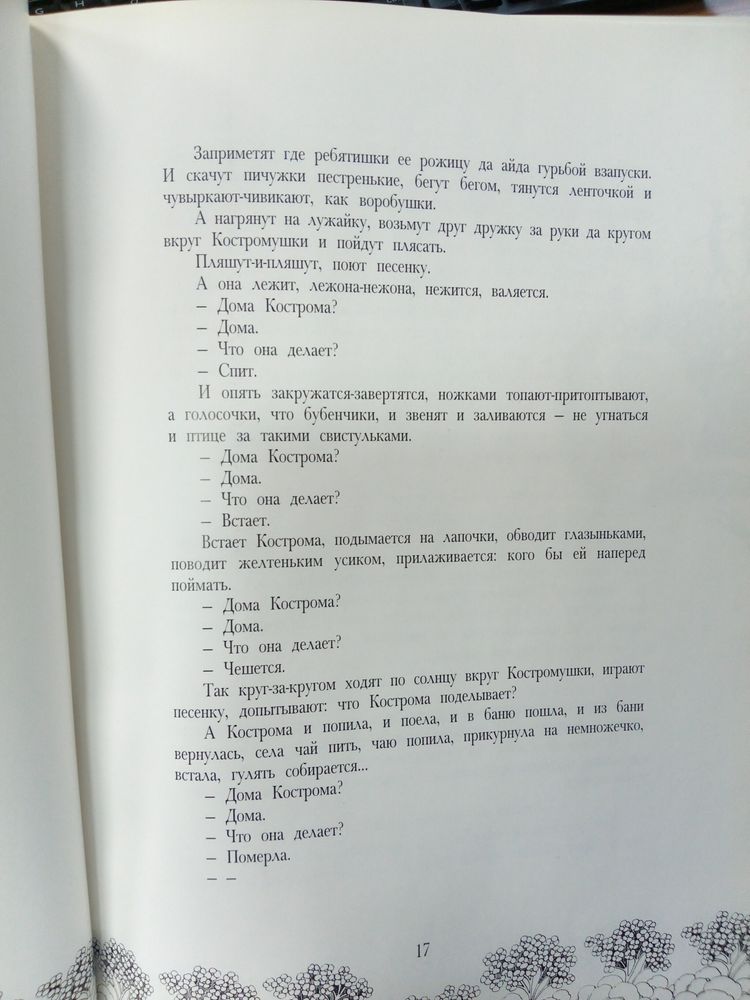 Заприметят где ребятишки ее рожицу да айда гурьбой взапуски.
И скачут пичужки пестренькие, бегут бегом, тянутся ленточкой и
чувыркают-чивикают, как воробушки.
А нагрянут на лужайку, возьмут друг дружку за руки да кругом
вкруг Костромушки и пойдут плясать.
Пляшут-и-пляшут, поют песенку.
А она лежит, лежона-нежона, нежится, валяется.
– Дома Кострома?
– Дома.
– Что она делает?
– Спит.
И опять закружатся-завертятся, ножками топают-притоптывают,
а голосочки, что бубенчики, и звенят и заливаются – не угнаться
и птице за такими свистульками.
– Дома Кострома?
– Дома.
– Что она делает?
– Встает.
Встает Кострома, подымается на лапочки, обводит глазыньками,
поводит желтеньким усиком, прилаживается: кого бы ей наперед
поймать.
– Дома Кострома?
– Дома.
– Что она делает?
– Чешется.
Так круг-за-кругом ходят по солнцу вкруг Костромушки, играют
песенку, допытывают: что Кострома поделывает?
А Кострома и попила, и поела, и в баню пошла, и из бани
вернулась, села чай пить, чаю попила, прикурнула на немножечко,
встала, гулять собирается...
– Дома Кострома?
– Дома.
– Что она делает?
– Померла.
– –
17